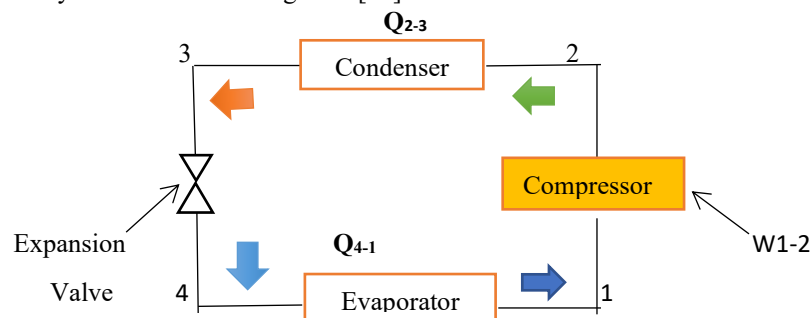 Q2-3
3
Condenser
2
Compressor
Expansion
Valve
Q4-1
W1-2
4
Evaporator
1